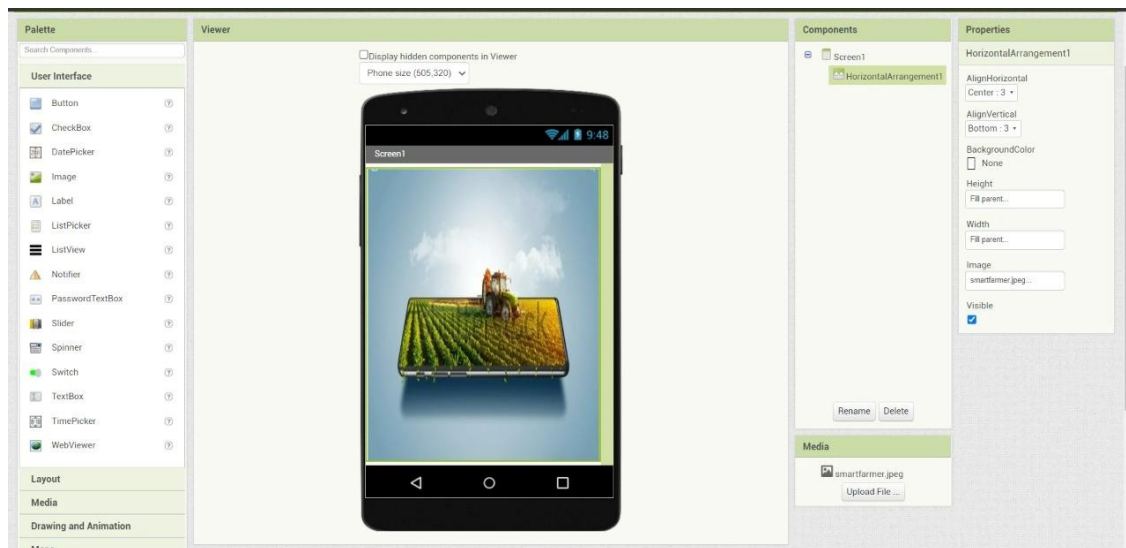 Palette
Search Components...
User Interface
Button
CheckBox
DatePicker
Image
Label
ListPicker
ListView
Notifier
PasswordTextBox
Slider
Spinner
Switch
TextBox
TimePicker
WebViewer
Layout
Media
Drawing and Animation
Maps
Viewer
Display hidden components in Viewer
Phone size (505,320)
9:48
Screen1
Components
Screen1
HorizontalArrangement1
Rename Delete
Media
smartfarmer.jpeg
Upload File ...
Properties
HorizontalArrangement1
AlignHorizontal
Center : 3
AlignVertical
Bottom : 3
BackgroundColor
None
Height
Fill parent...
Width
Fill parent...
Image
smartfarmer.jpeg...
Visible